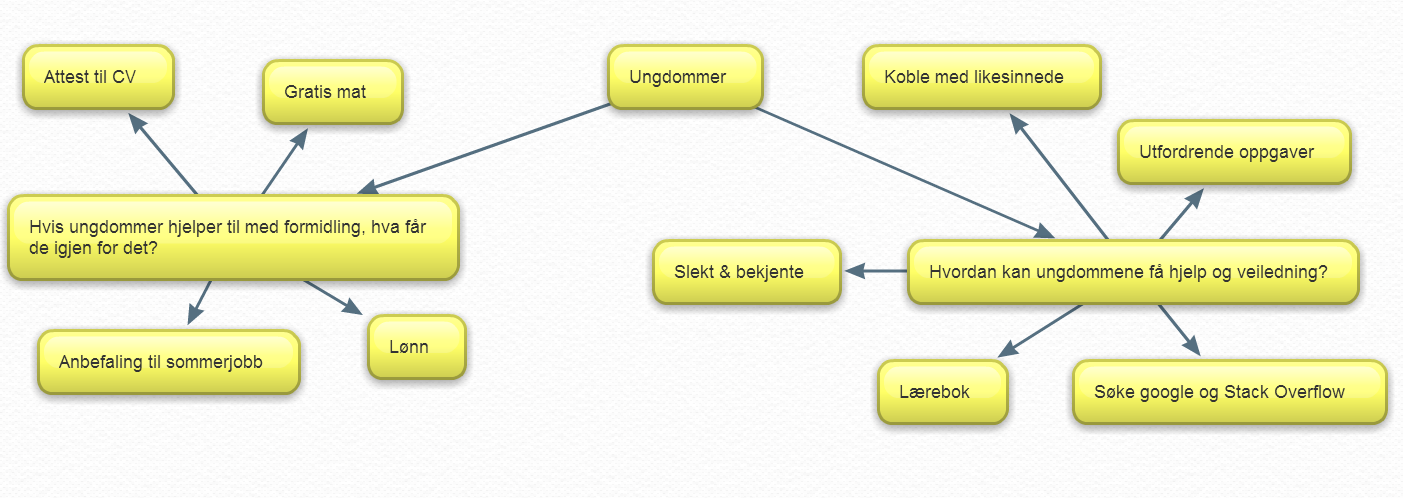 Attest til CV
Gratis mat
Ungdommer
Koble med likesinnede
Utfordrende oppgaver
Hvis ungdommer hjelper til med formidling, hva får
de igjen for det?
Slekt & bekjente
Hvordan kan ungdommene få hjelp og veiledning?
Anbefaling til sommerjobb
Lønn
Lærebok
Søke google og Stack Overflow